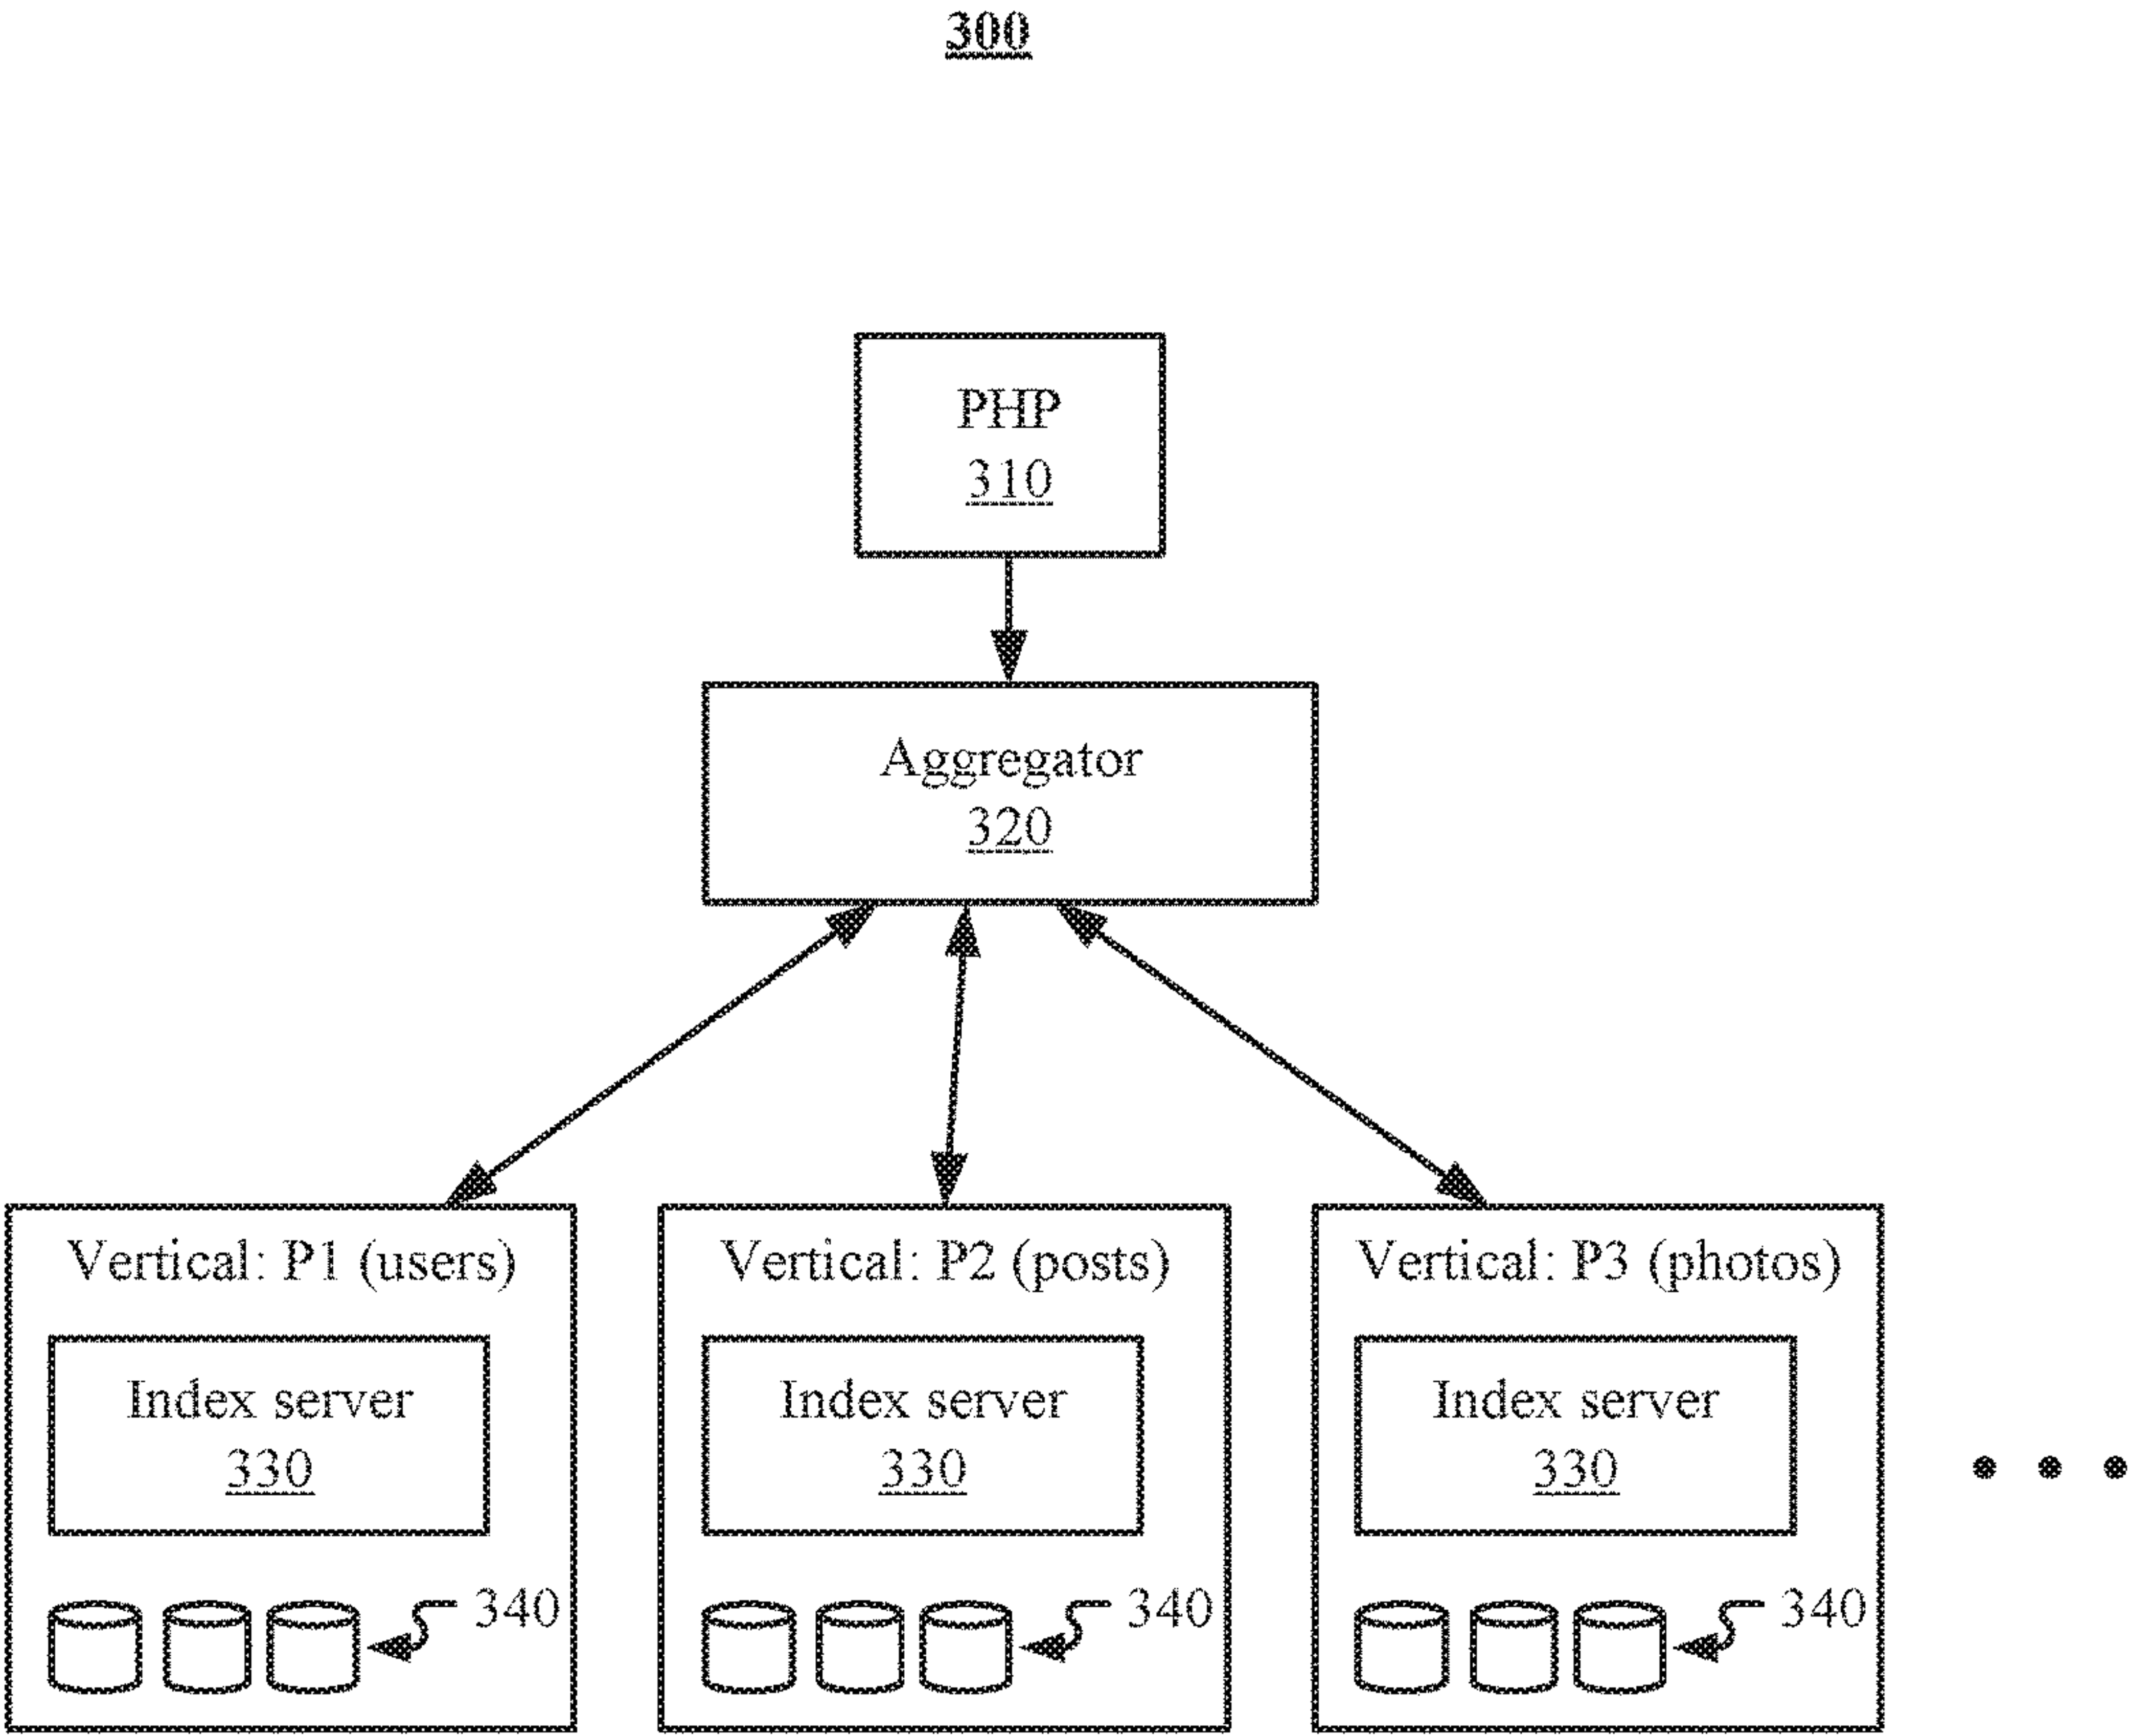 300
PHP
310
Aggregator
320
Vertical: P1 (users)
Index server
330
340
Vertical: P2 (posts)
Index server
330
340
Vertical: P3 (photos)
Index server
330
340